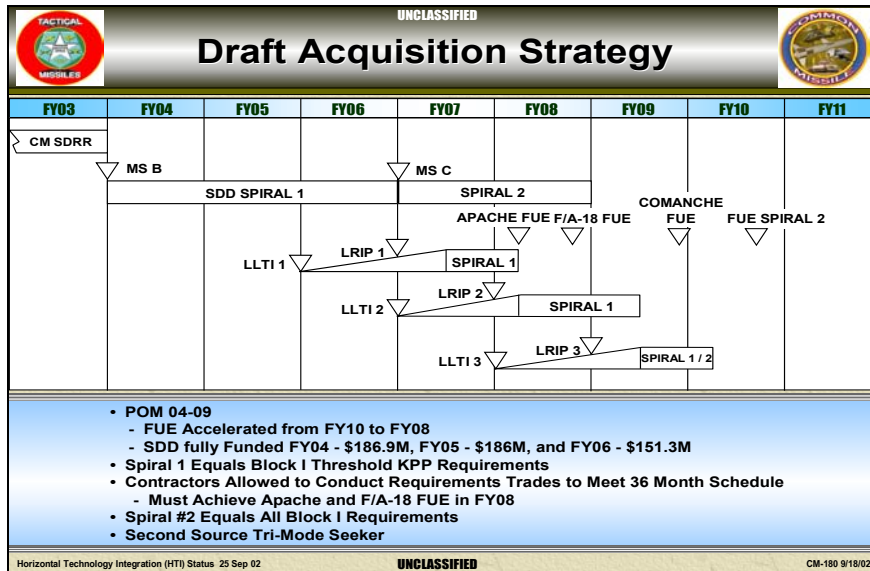 UNCLASSIFIED
TACTICAL
MISSILES
Draft Acquisition Strategy
COMMON
MISSILE
FY03 FY04 FY05 FY06 FY07 FY08 FY09 FY10 FY11
CM SDRR
MS B
MS C
SDD SPIRAL 1
SPIRAL 2
APACHE FUE
F/A-18 FUE
COMANCHE
FUE
FUE SPIRAL 2
LRIP 1
LLTI 1
SPIRAL 1
LRIP 2
LLTI 2
SPIRAL 1
LRIP 3
LLTI 3
SPIRAL 1 / 2
• POM 04-09
- FUE Accelerated from FY10 to FY08
- SDD fully Funded FY04 - $186.9M, FY05 - $186M, and FY06 - $151.3M
• Spiral 1 Equals Block I Threshold KPP Requirements
• Contractors Allowed to Conduct Requirements Trades to Meet 36 Month Schedule
- Must Achieve Apache and F/A-18 FUE in FY08
• Spiral #2 Equals All Block I Requirements
• Second Source Tri-Mode Seeker
Horizontal Technology Integration (HTI) Status 25 Sep 02
UNCLASSIFIED
CM-180 9/18/02